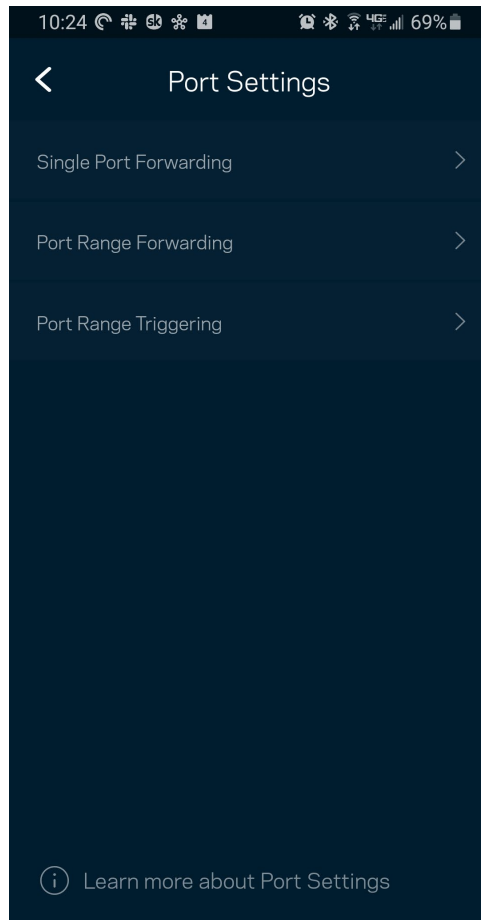 10:24 4GE 69%
Port Settings
Single Port Forwarding
Port Range Forwarding
Port Range Triggering
Learn more about Port Settings